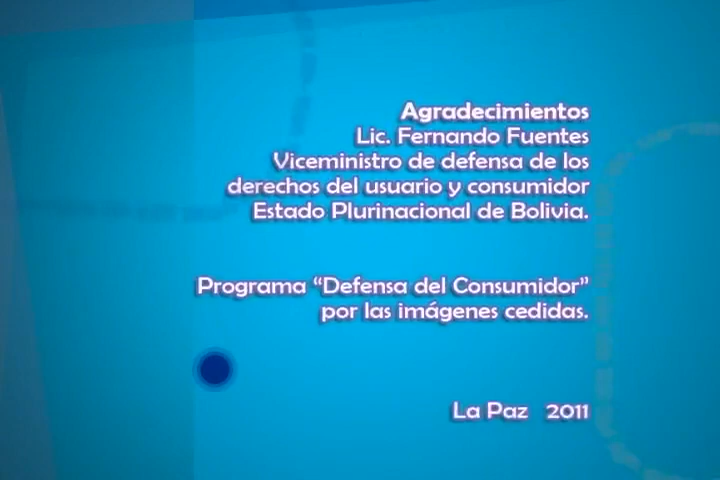 Agradecimientos
Lic. Fernando Fuentes
Viceministro de defensa de los
derechos del usuario y consumidor
Estado Plurinacional de Bolivia.
Programa “Defensa del Consumidor”
por las imágenes cedidas.
La Paz 2011